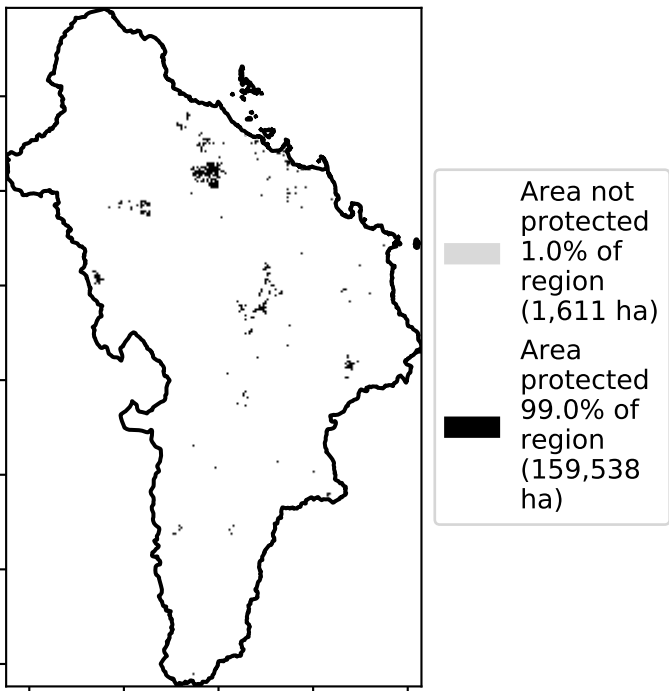 Area not
protected
1.0% of
region
(1,611 ha)
Area
protected
99.0% of
region
(159,538
ha)